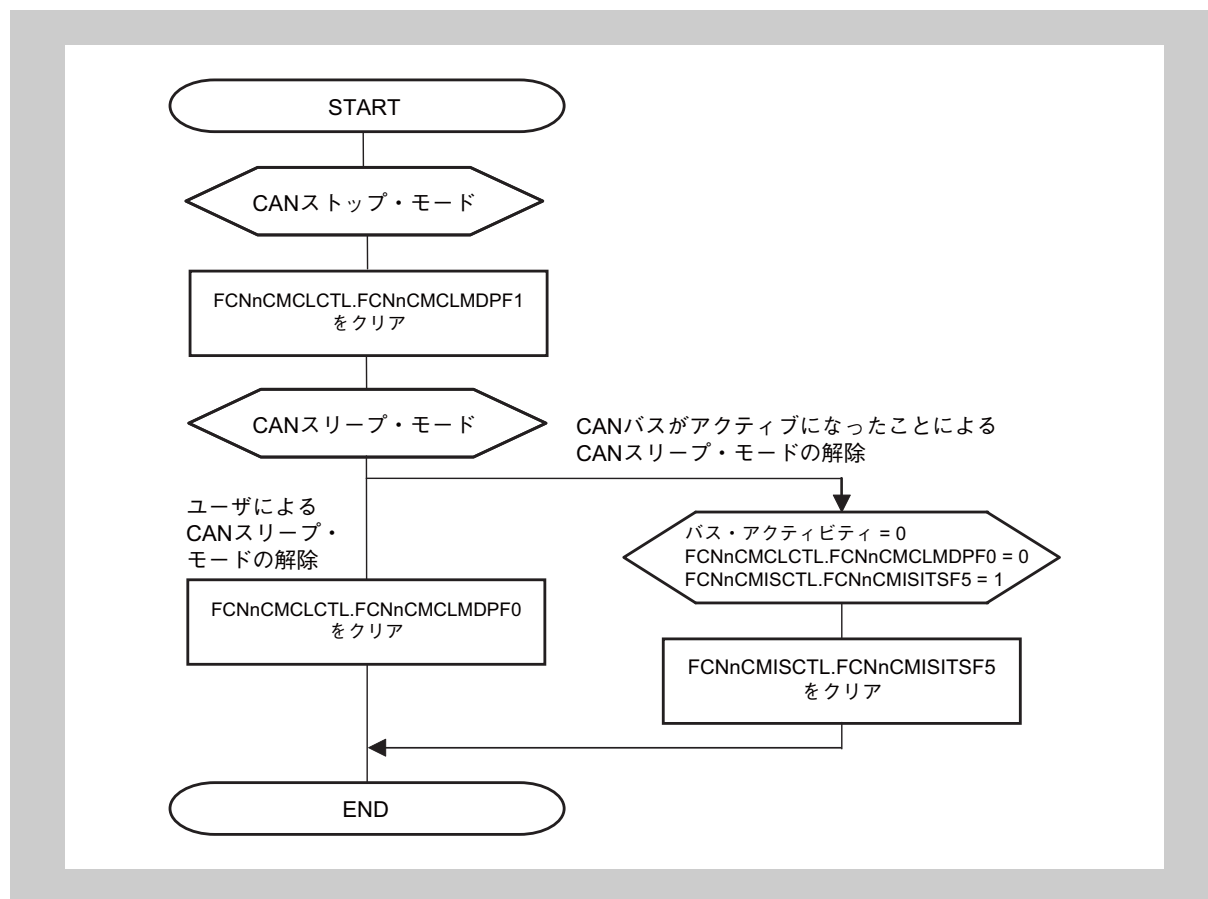 START
CANストップ・モード
FCNnCMCLCTL.FCNnCMCLMDPF1
をクリア
CANスリープ・モード
CANバスがアクティブになったことによる
CANスリープ・モードの解除
ユーザによる
CANスリープ・
モードの解除
バス・アクティビティ = 0
FCNnCMCLCTL.FCNnCMCLMDPF0 = 0
FCNnCMISCTL.FCNnCMISITSF5 = 1
FCNnCMCLCTL.FCNnCMCLMDPF0
をクリア
FCNnCMISCTL.FCNnCMISITSF5
をクリア
END